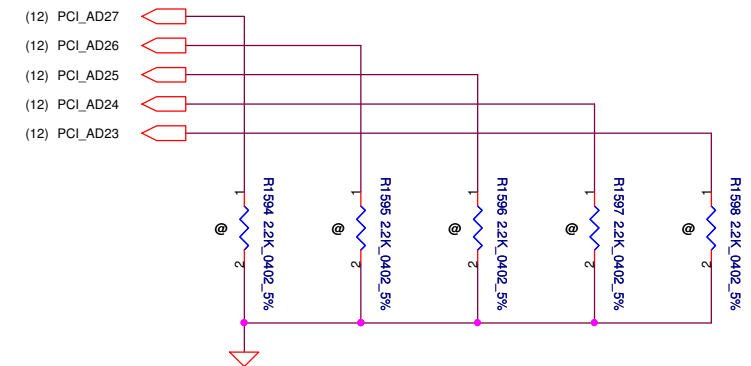 (12) PCI_AD27
(12) PCI_AD26
(12) PCI_AD25
(12) PCI_AD24
(12) PCI_AD23
1
2
@
R1594 2.2K_0402_5%
1
2
@
R1595 2.2K_0402_5%
1
2
@
R1596 2.2K_0402_5%
1
2
@
R1597 2.2K_0402_5%
1
2
@
R1598 2.2K_0402_5%